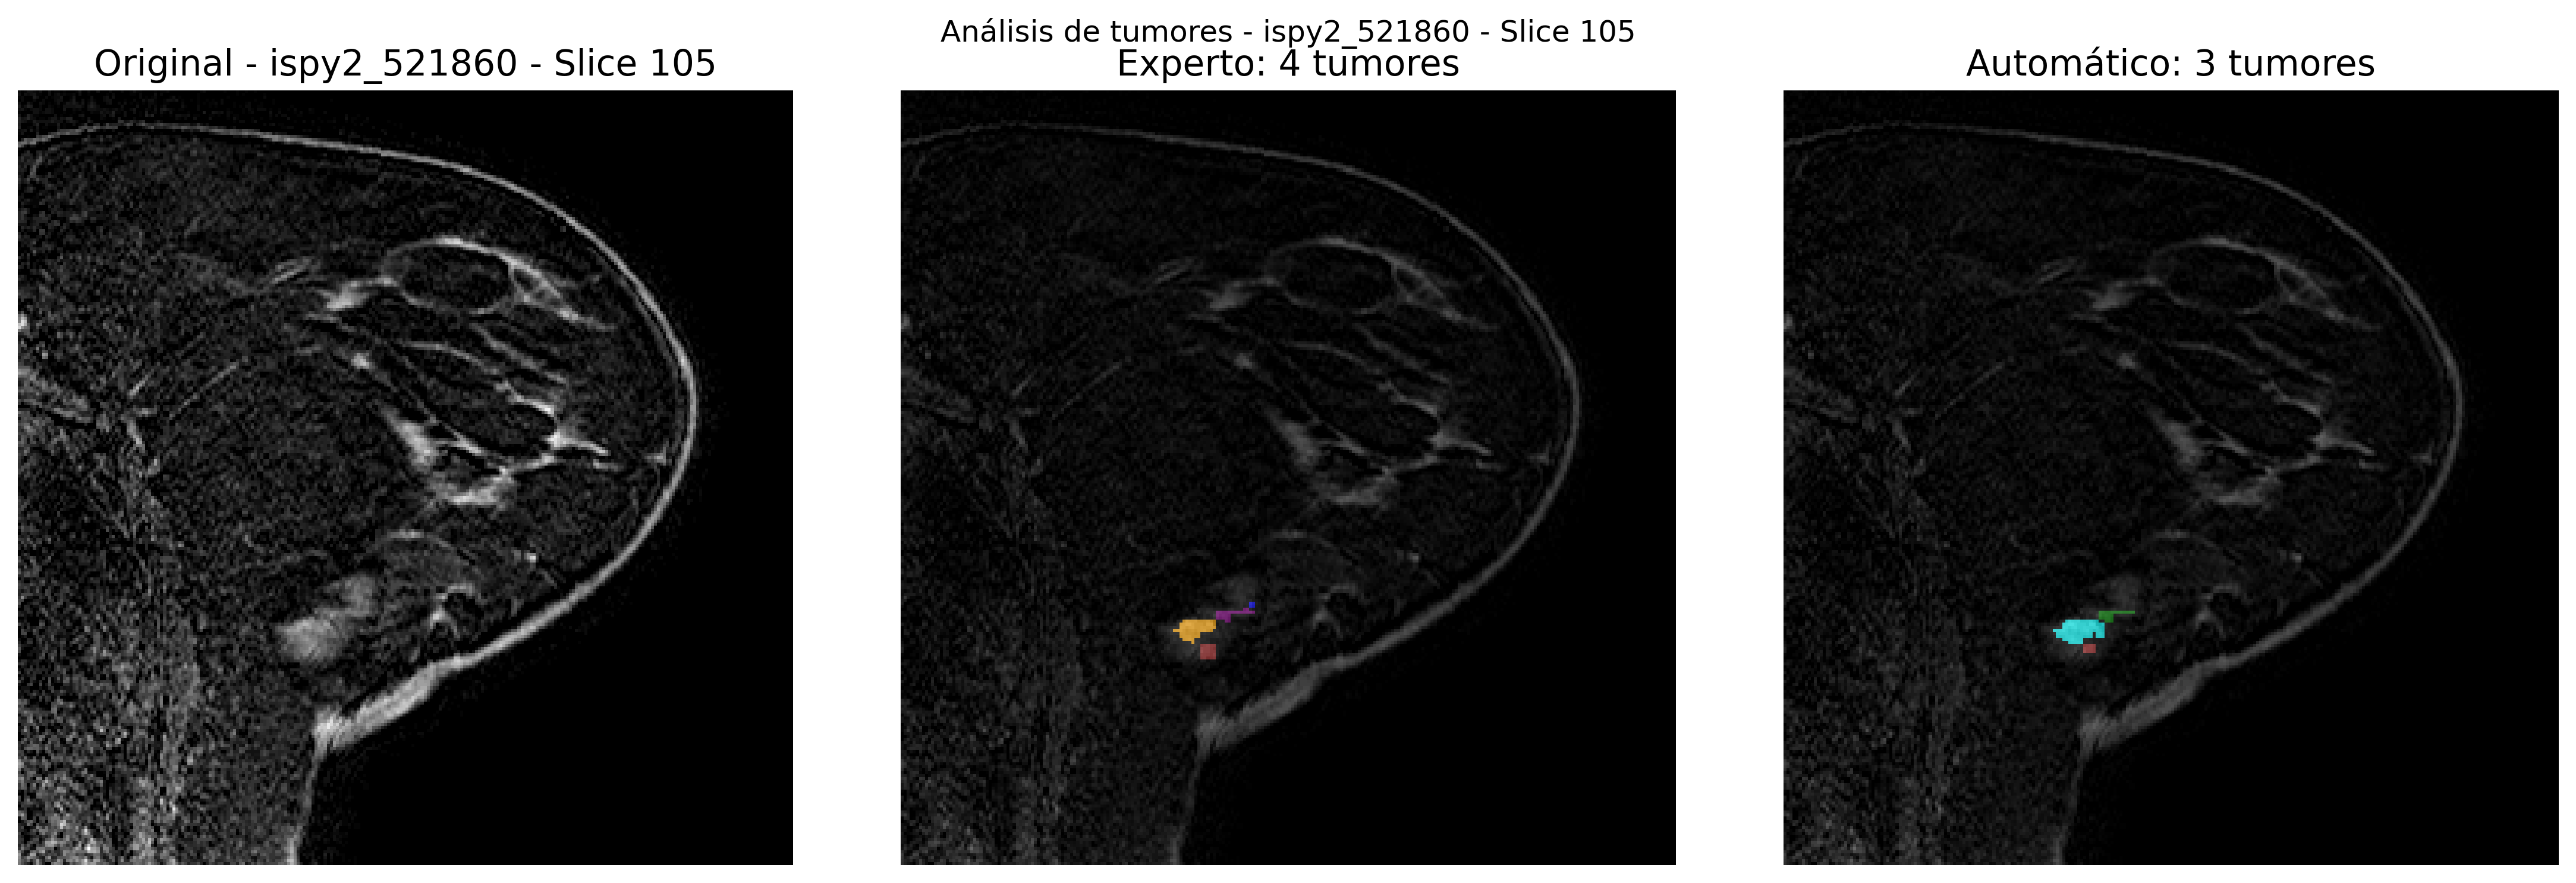 Análisis de tumores - ispy2_521860 - Slice 105
Original - ispy2_521860 - Slice 105
Experto: 4 tumores
Automático: 3 tumores